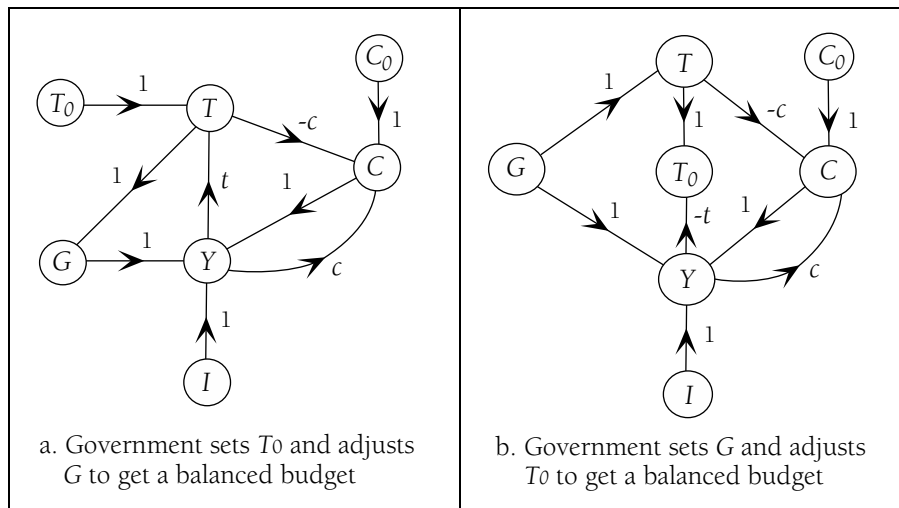 C0
T0
1
T
-c
1
1
1
C
t
G
1
Y
c
1
I
a. Government sets T0 and adjusts
G to get a balanced budget
T
C0
1
-c
1
1
G
T0
C
1
-t
1
Y
c
1
I
b. Government sets G and adjusts
T0 to get a balanced budget